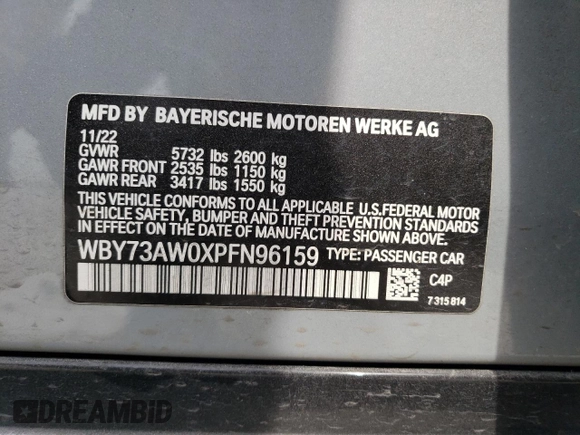 MFD BY BAYERISCHE MOTOREN WERKE AG
11/22
GVWR 5732 lbs 2600 kg
GAWR FRONT 2535 lbs 1150 kg
GAWR REAR 3417 lbs 1550 kg
THIS VEHICLE CONFORMS TO ALL APPLICABLE U.S.FEDERAL MOTOR
VEHICLE SAFETY, BUMPER AND THEFT PREVENTION STANDARDS
IN EFFECT ON THE DATE OF MANUFACTURE SHOWN ABOVE.
WBY73AW0XPFN96159 TYPE: PASSENGER CAR
C4P
7 315 814
DREAMBID